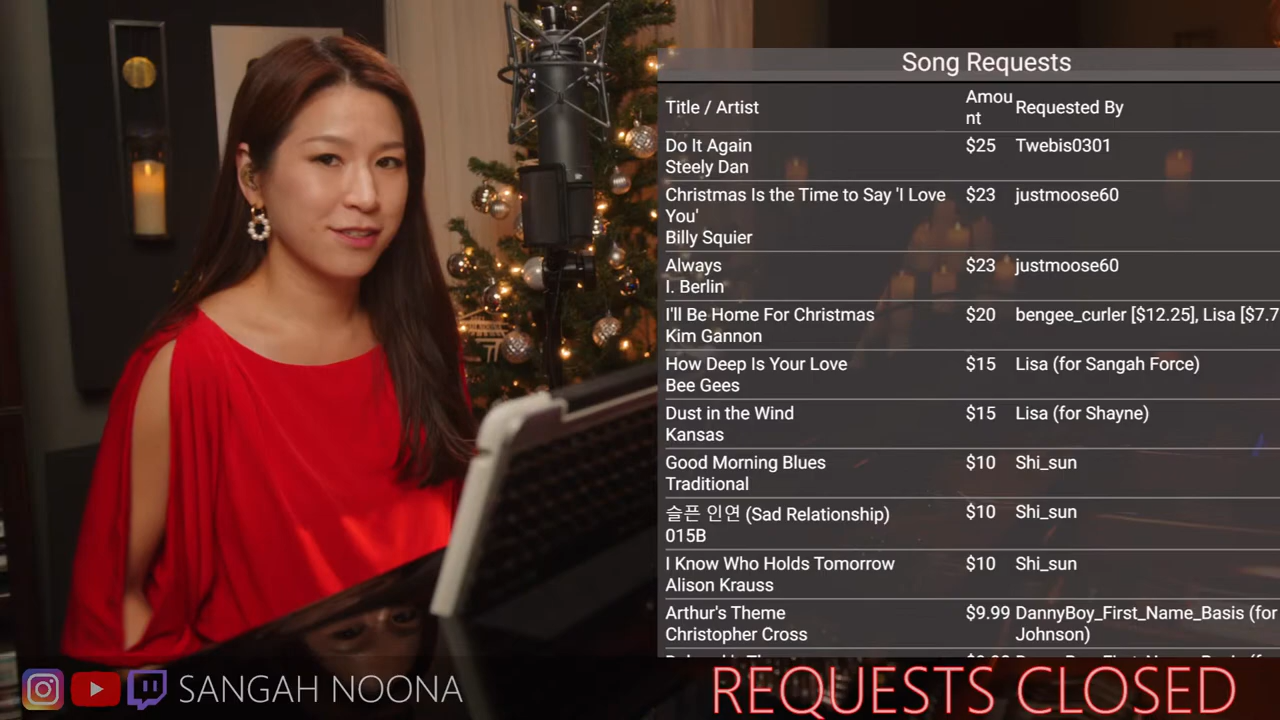 Song Requests
Title / Artist
Amou
nt
Requested By
Do It Again
Steely Dan
$25
Twebis0301
Christmas Is the Time to Say 'I Love
You'
Billy Squier
$23
justmoose60
Always
I. Berlin
$23
justmoose60
I'll Be Home For Christmas
Kim Gannon
$20
bengee_curler [$12.25], Lisa [$7.7
How Deep Is Your Love
Bee Gees
$15
Lisa (for Sangah Force)
Dust in the Wind
Kansas
$15
Lisa (for Shayne)
Good Morning Blues
Traditional
$10
Shi_sun
슬픈 인연 (Sad Relationship)
015B
$10
Shi_sun
I Know Who Holds Tomorrow
Alison Krauss
$10
Shi_sun
Arthur's Theme
Christopher Cross
$9.99
DannyBoy_First_Name_Basis (for
Johnson)
SANGAH NOONA
REQUESTS CLOSED